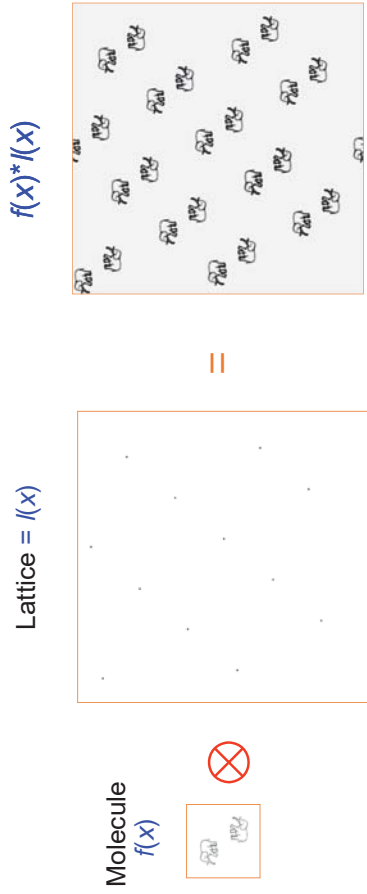 Molecule
f(x)
⊗
Lattice = l(x)
=
f(x)*l(x)